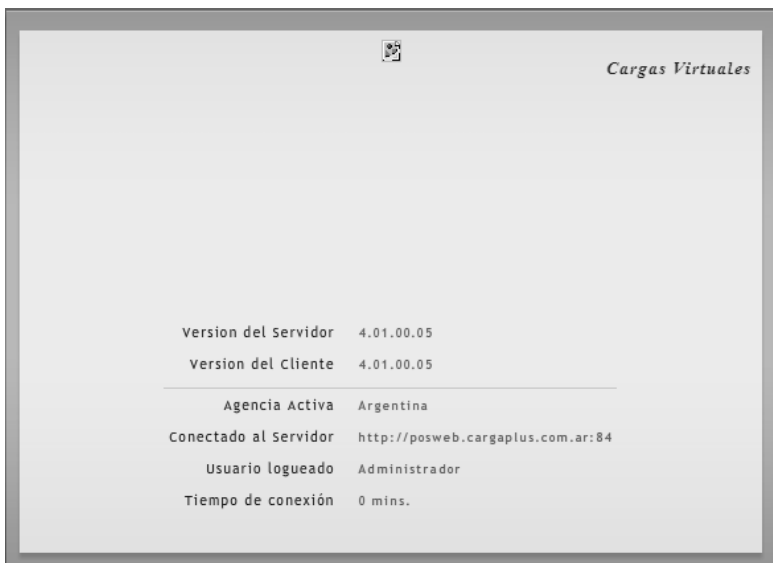 Cargas Virtuales
Version del Servidor 4.01.00.05
Version del Cliente 4.01.00.05
Agencia Activa Argentina
Conectado al Servidor http://posweb.cargaplus.com.ar:84
Usuario logueado Administrador
Tiempo de conexión 0 mins.